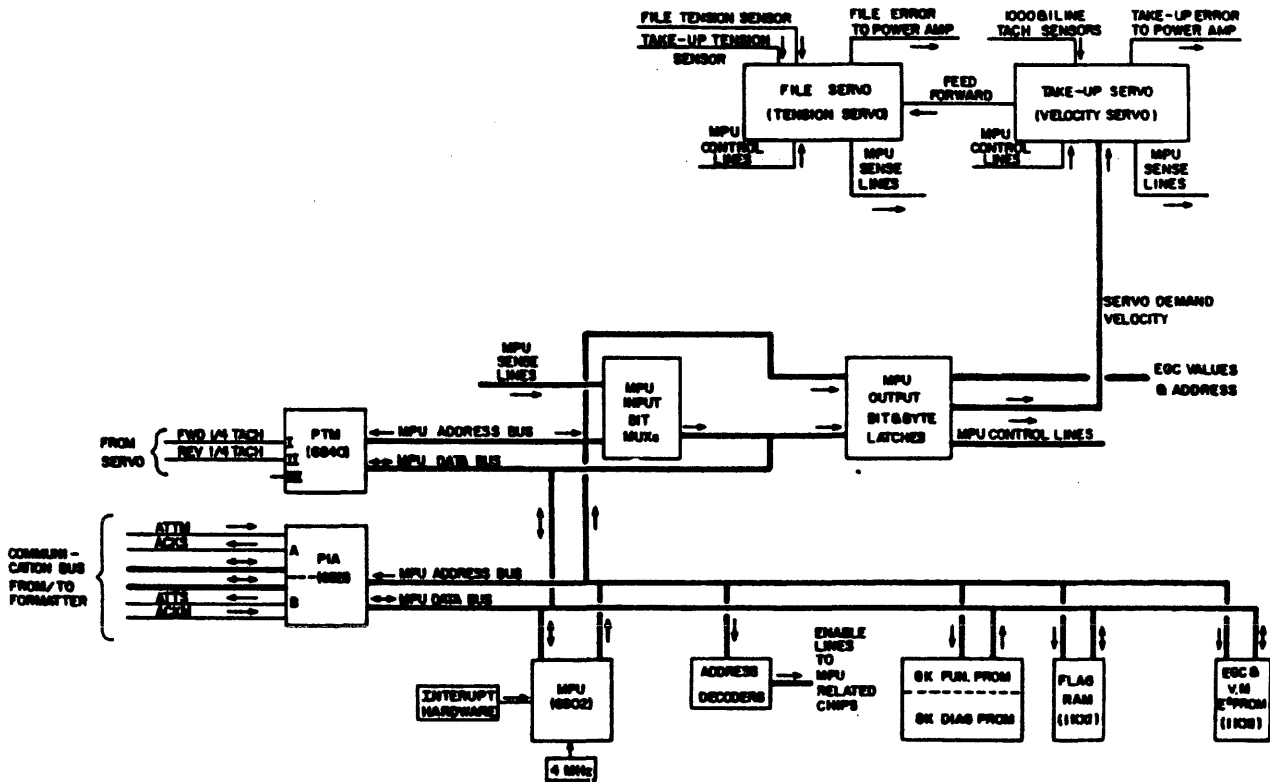 FILE TENSION SENSOR
TAKE-UP TENSION
SENSOR
FILE ERROR
TO POWER AMP
1000 & 1 LINE
TACH SENSORS
TAKE-UP ERROR
TO POWER AMP
FILE SERVO
(TENSION SERVO)
FEED
FORWARD
TAKE-UP SERVO
(VELOCITY SERVO)
MPU
CONTROL
LINES
MPU
SENSE
LINES
MPU
CONTROL
LINES
MPU
SENSE
LINES
SERVO DEMAND
VELOCITY
MPU
SENSE
LINES
MPU
INPUT
BIT
MUXs
MPU
OUTPUT
BIT & BYTE
LATCHES
EGC VALUES
& ADDRESS
MPU CONTROL LINES
FROM
SERVO
FWD 1/4 TACH
REV 1/4 TACH
I
II
III
PTM
(6840)
MPU ADDRESS BUS
MPU DATA BUS
COMMUNI-
CATION BUS
FROM/TO
FORMATTER
ATTM
ACKS
ATTS
ACKM
A
B
PIA
MPU ADDRESS BUS
MPU DATA BUS
INTERUPT
HARDWARE
MPU
(6802)
4 MHz
ADDRESS
DECODERS
ENABLE
LINES
TO
MPU
RELATED
CHIPS
8K FUN. PROM
8K DIAG PROM
FLAG
RAM
EGC &
V.M
E²PROM